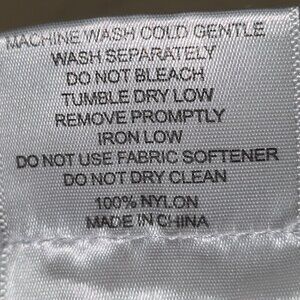 MACHINE WASH COLD GENTLE
WASH SEPARATELY
DO NOT BLEACH
TUMBLE DRY LOW
REMOVE PROMPTLY
IRON LOW
DO NOT USE FABRIC SOFTENER
DO NOT DRY CLEAN
100% NYLON
MADE IN CHINA